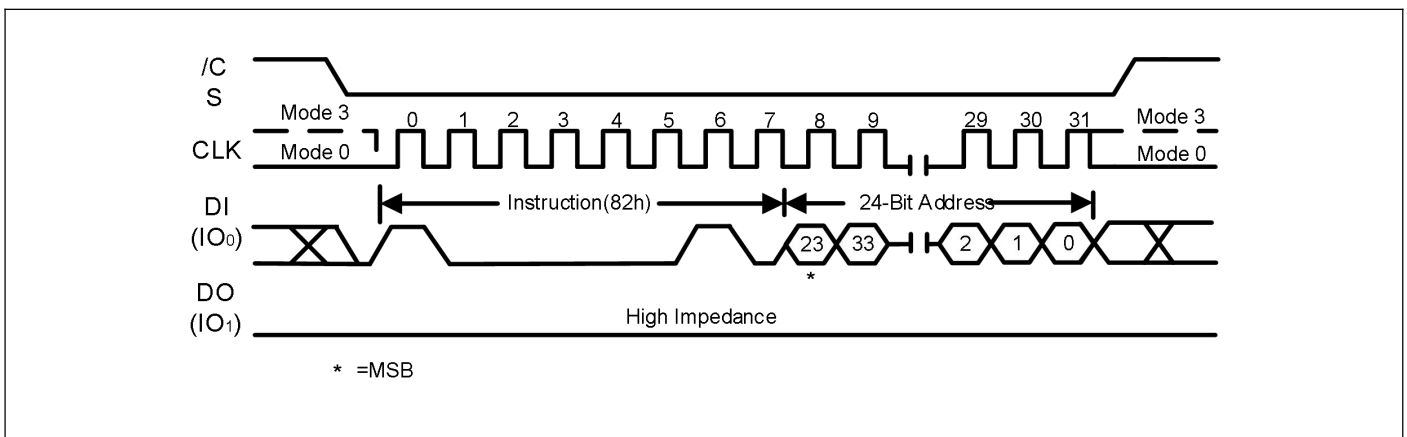 /C
S
Mode 3
0 1 2 3 4 5 6 7 8 9 29 30 31
Mode 3
CLK
Mode 0
Mode 0
DI
(IO0)
Instruction(82h)
24-Bit Address
23 33 2 1 0
*
DO
(IO1)
High Impedance
* =MSB